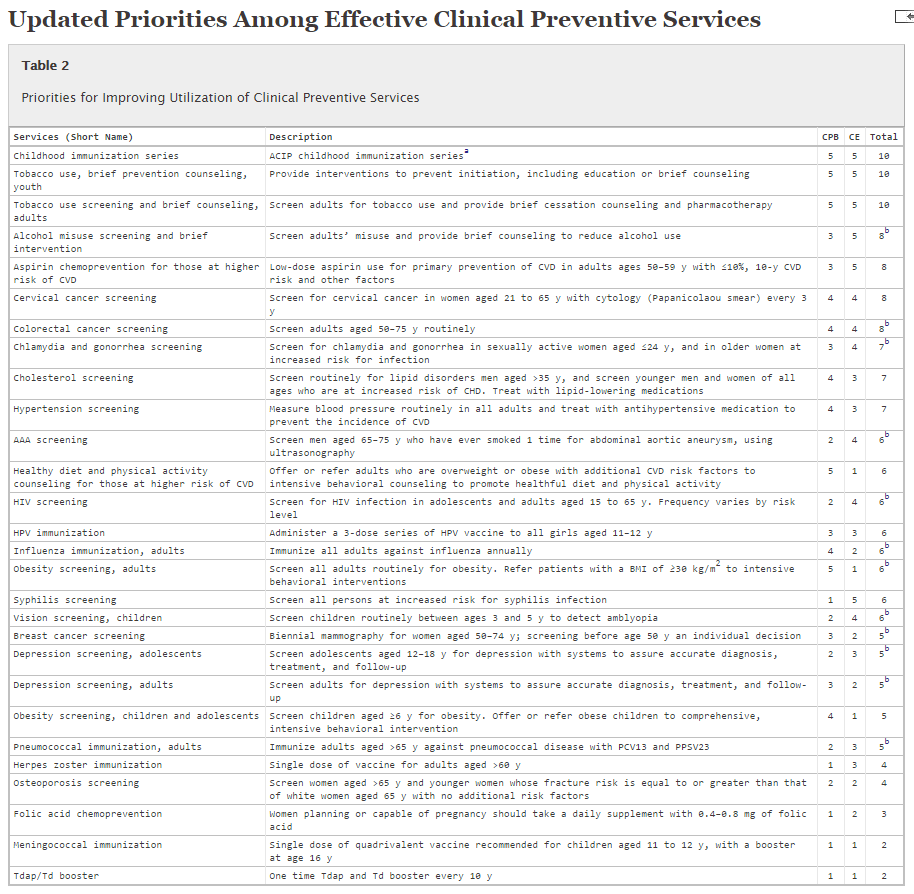 Updated Priorities Among Effective Clinical Preventive Services
Table 2
Priorities for Improving Utilization of Clinical Preventive Services
Services (Short Name) Description CPB CE Total
Childhood immunization series ACIP childhood immunization series^a 5 5 10
Tobacco use, brief prevention counseling, Provide interventions to prevent initiation, including education or brief counseling 5 5 10
youth
Tobacco use screening and brief counseling, Screen adults for tobacco use and provide brief cessation counseling and pharmacotherapy 5 5 10
adults
Alcohol misuse screening and brief Screen adults’ misuse and provide brief counseling to reduce alcohol use 3 5 8^b
intervention
Aspirin chemoprevention for those at higher Low-dose aspirin use for primary prevention of CVD in adults ages 50–59 y with ≤10%, 10-y CVD 3 5 8
risk of CVD risk and other factors
Cervical cancer screening Screen for cervical cancer in women aged 21 to 65 y with cytology (Papanicolaou smear) every 3 4 4 8
y
Colorectal cancer screening Screen adults aged 50–75 y routinely 4 4 8^b
Chlamydia and gonorrhea screening Screen for chlamydia and gonorrhea in sexually active women aged ≤24 y, and in older women at 3 4 7^b
increased risk for infection
Cholesterol screening Screen routinely for lipid disorders men aged >35 y, and screen younger men and women of all 4 3 7
ages who are at increased risk of CHD. Treat with lipid-lowering medications
Hypertension screening Measure blood pressure routinely in all adults and treat with antihypertensive medication to 4 3 7
prevent the incidence of CVD
AAA screening Screen men aged 65–75 y who have ever smoked 1 time for abdominal aortic aneurysm, using 2 4 6^b
ultrasonography
Healthy diet and physical activity Offer or refer adults who are overweight or obese with additional CVD risk factors to 5 1 6
counseling for those at higher risk of CVD intensive behavioral counseling to promote healthful diet and physical activity
HIV screening Screen for HIV infection in adolescents and adults aged 15 to 65 y. Frequency varies by risk 2 4 6^b
level
HPV immunization Administer a 3-dose series of HPV vaccine to all girls aged 11–12 y 3 3 6
Influenza immunization, adults Immunize all adults against influenza annually 4 2 6^b
Obesity screening, adults Screen all adults routinely for obesity. Refer patients with a BMI of ≥30 kg/m² to intensive 5 1 6^b
behavioral interventions
Syphilis screening Screen all persons at increased risk for syphilis infection 1 5 6
Vision screening, children Screen children routinely between ages 3 and 5 y to detect amblyopia 2 4 6^b
Breast cancer screening Biennial mammography for women aged 50–74 y; screening before age 50 y an individual decision 3 2 5^b
Depression screening, adolescents Screen adolescents aged 12–18 y for depression with systems to assure accurate diagnosis, 2 3 5^b
treatment, and follow-up
Depression screening, adults Screen adults for depression with systems to assure accurate diagnosis, treatment, and follow- 3 2 5^b
up
Obesity screening, children and adolescents Screen children aged ≥6 y for obesity. Offer or refer obese children to comprehensive, 4 1 5
intensive behavioral intervention
Pneumococcal immunization, adults Immunize adults aged >65 y against pneumococcal disease with PCV13 and PPSV23 2 3 5^b
Herpes zoster immunization Single dose of vaccine for adults aged >60 y 1 3 4
Osteoporosis screening Screen women aged >65 y and younger women whose fracture risk is equal to or greater than that 2 2 4
of white women aged 65 y with no additional risk factors
Folic acid chemoprevention Women planning or capable of pregnancy should take a daily supplement with 0.4–0.8 mg of folic 1 2 3
acid
Meningococcal immunization Single dose of quadrivalent vaccine recommended for children aged 11 to 12 y, with a booster 1 1 2
at age 16 y
Tdap/Td booster One time Tdap and Td booster every 10 y 1 1 2